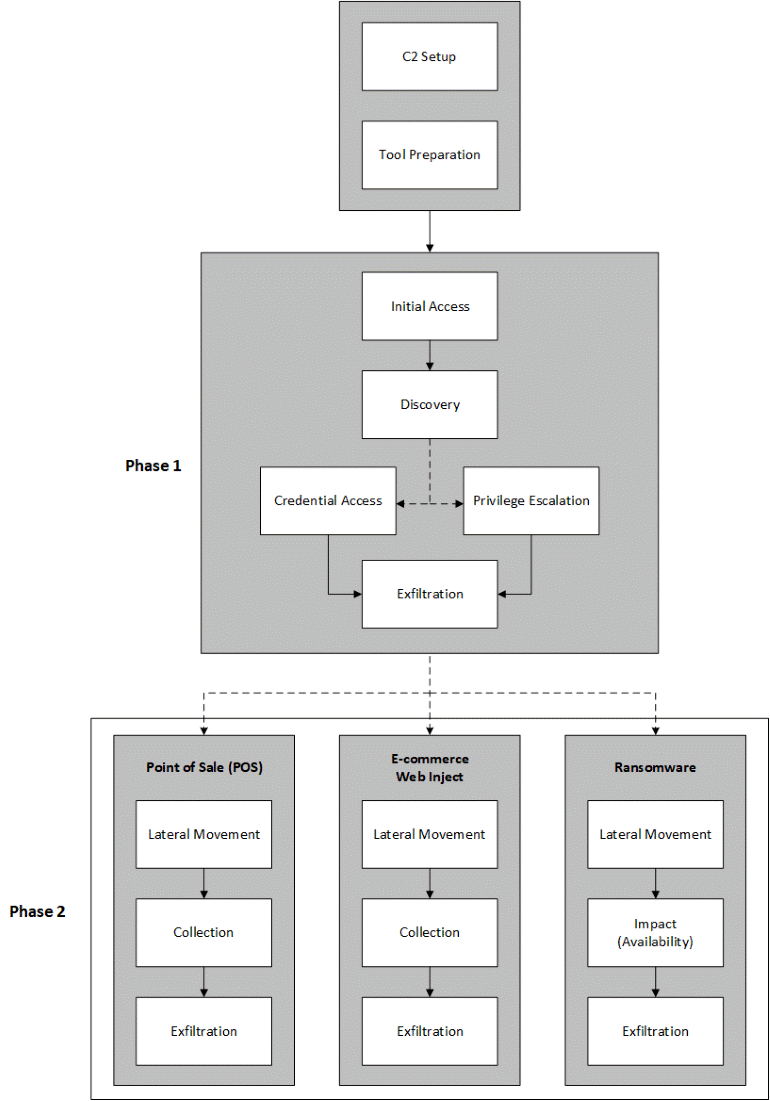 C2 Setup
Tool Preparation
Phase 1
Initial Access
Discovery
Credential Access
Privilege Escalation
Exfiltration
Phase 2
Point of Sale (POS)
Lateral Movement
Collection
Exfiltration
E-commerce
Web Inject
Lateral Movement
Collection
Exfiltration
Ransomware
Lateral Movement
Impact
(Availability)
Exfiltration